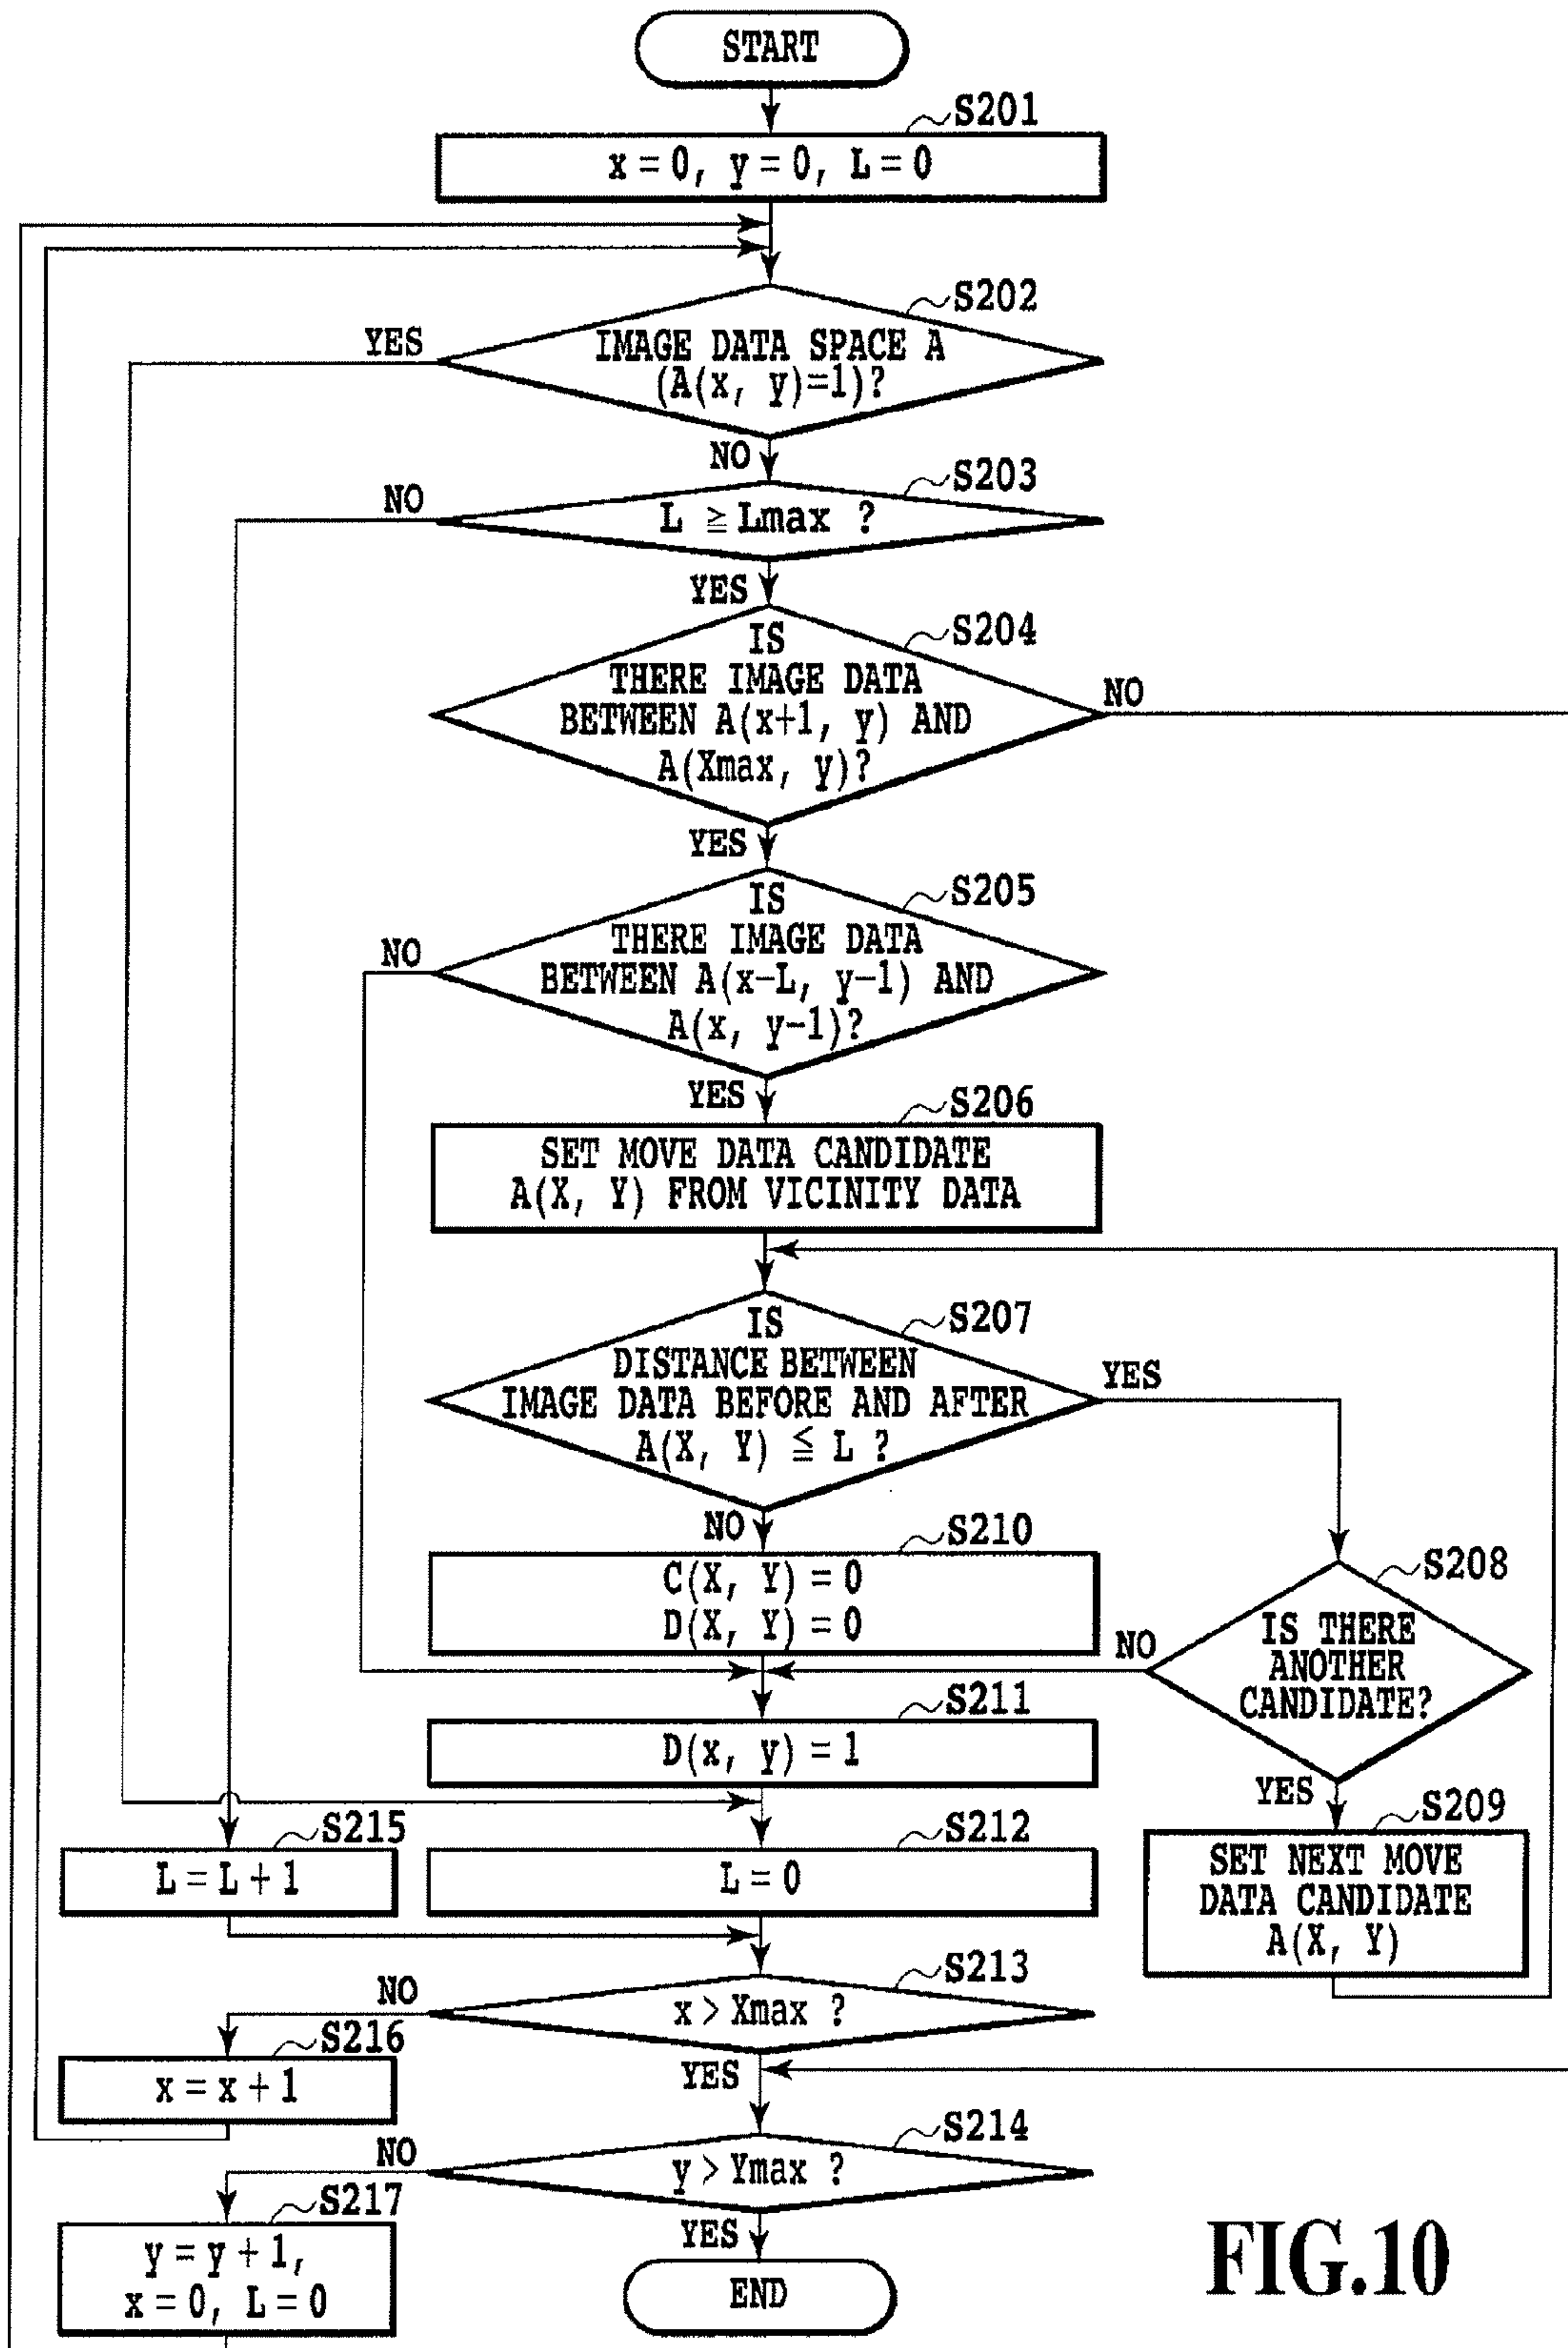 START
S201
x = 0, y = 0, L = 0
S202
YES
IMAGE DATA SPACE A
(A(x, y)=1)?
NO
S203
NO
L ≧ Lmax ?
YES
S204
IS
THERE IMAGE DATA
NO
BETWEEN A(x+1, y) AND
A(Xmax, y)?
YES
S205
IS
THERE IMAGE DATA
NO
BETWEEN A(x-L, y-1) AND
A(x, y-1)?
YES
S206
SET MOVE DATA CANDIDATE
A(X, Y) FROM VICINITY DATA
S207
IS
DISTANCE BETWEEN
YES
IMAGE DATA BEFORE AND AFTER
A(X, Y) ≦ L ?
NO
S210
C(X, Y) = 0
D(X, Y) = 0
S208
IS THERE
ANOTHER
CANDIDATE?
NO
S211
D(x, y) = 1
YES
S209
SET NEXT MOVE
DATA CANDIDATE
A(X, Y)
S215
L = L + 1
S212
L = 0
S213
NO
x > Xmax ?
S216
x = x + 1
YES
S214
NO
y > Ymax ?
S217
y = y + 1,
x = 0, L = 0
YES
END
FIG.10